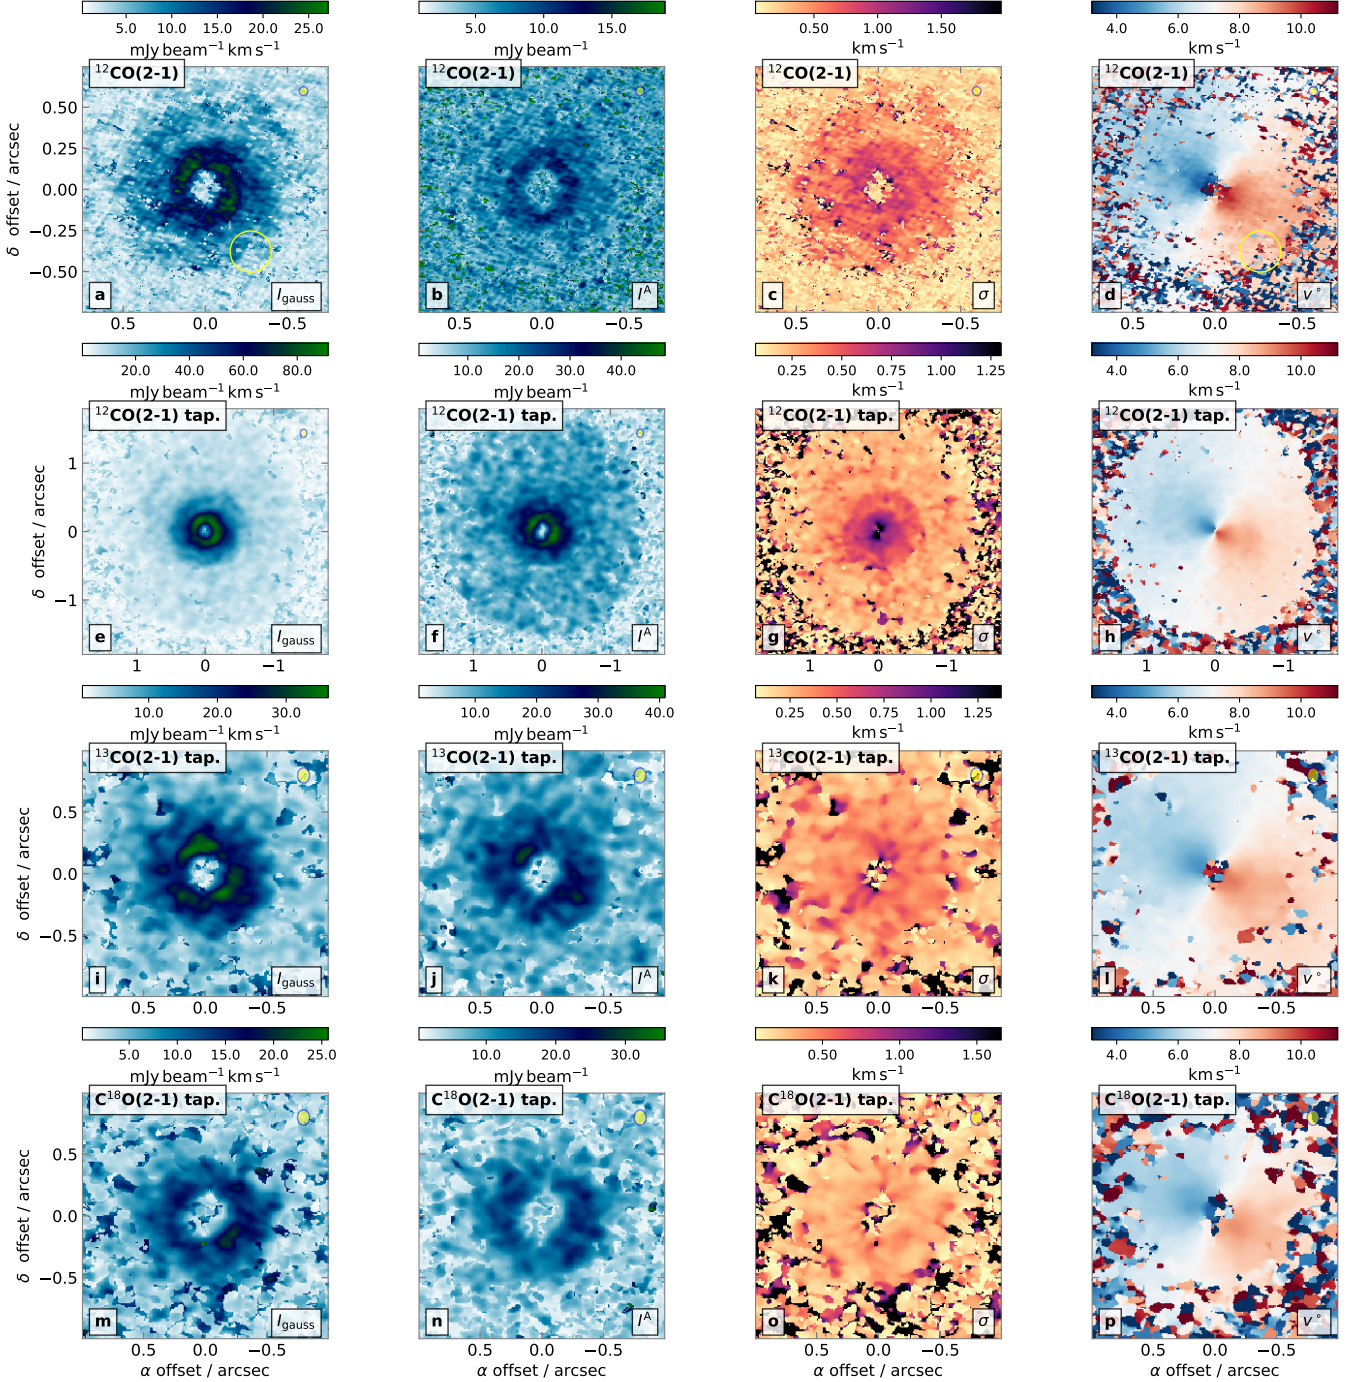 5.0 10.0 15.0 20.0 25.0 5.0 10.0 15.0 0.50 1.00 1.50 4.0 6.0 8.0 10.0
mJy beam⁻¹ km s⁻¹ mJy beam⁻¹ km s⁻¹ km s⁻¹
¹²CO(2-1) ¹²CO(2-1) ¹²CO(2-1) ¹²CO(2-1)
0.50
0.25
0.00
−0.25
−0.50
δ offset / arcsec
a I_gauss b I^A c σ d v°
0.5 0.0 −0.5 0.5 0.0 −0.5 0.5 0.0 −0.5 0.5 0.0 −0.5
20.0 40.0 60.0 80.0 10.0 20.0 30.0 40.0 0.25 0.50 0.75 1.00 1.25 4.0 6.0 8.0 10.0
mJy beam⁻¹ km s⁻¹ mJy beam⁻¹ km s⁻¹ km s⁻¹
¹²CO(2-1) tap. ¹²CO(2-1) tap. ¹²CO(2-1) tap. ¹²CO(2-1) tap.
1
0
−1
δ offset / arcsec
e I_gauss f I^A g σ h v°
1 0 −1 1 0 −1 1 0 −1 1 0 −1
10.0 20.0 30.0 10.0 20.0 30.0 40.0 0.25 0.50 0.75 1.00 1.25 4.0 6.0 8.0 10.0
mJy beam⁻¹ km s⁻¹ mJy beam⁻¹ km s⁻¹ km s⁻¹
¹³CO(2-1) tap. ¹³CO(2-1) tap. ¹³CO(2-1) tap. ¹³CO(2-1) tap.
0.5
0.0
−0.5
δ offset / arcsec
i I_gauss j I^A k σ l v°
0.5 0.0 −0.5 0.5 0.0 −0.5 0.5 0.0 −0.5 0.5 0.0 −0.5
5.0 10.0 15.0 20.0 25.0 10.0 20.0 30.0 0.50 1.00 1.50 4.0 6.0 8.0 10.0
mJy beam⁻¹ km s⁻¹ mJy beam⁻¹ km s⁻¹ km s⁻¹
C¹⁸O(2-1) tap. C¹⁸O(2-1) tap. C¹⁸O(2-1) tap. C¹⁸O(2-1) tap.
0.5
0.0
−0.5
δ offset / arcsec
m I_gauss n I^A o σ p v°
0.5 0.0 −0.5 0.5 0.0 −0.5 0.5 0.0 −0.5 0.5 0.0 −0.5
α offset / arcsec α offset / arcsec α offset / arcsec α offset / arcsec